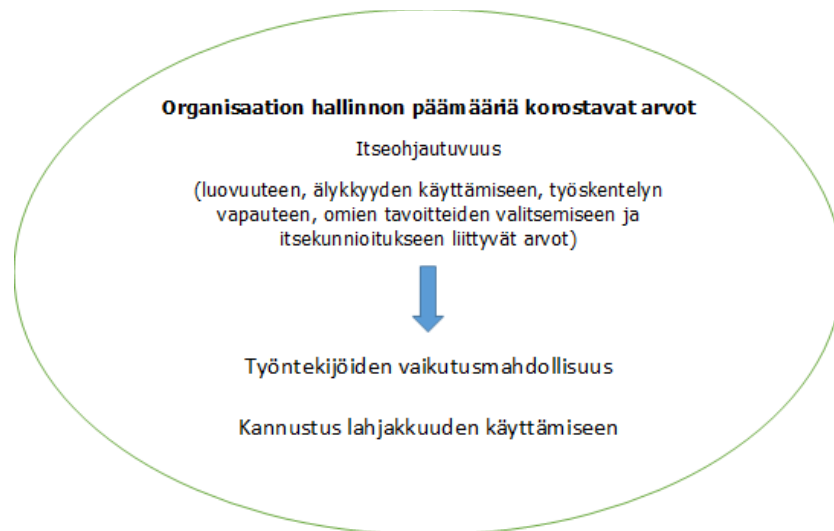 Organisaation hallinnon päämääriä korostavat arvot
Itseohjautuvuus
(luovuuteen, älykkyyden käyttämiseen, työskentelyn
vapauteen, omien tavoitteiden valitsemiseen ja
itsekunnioitukseen liittyvät arvot)
Työntekijöiden vaikutusmahdollisuus
Kannustus lahjakkuuden käyttämiseen